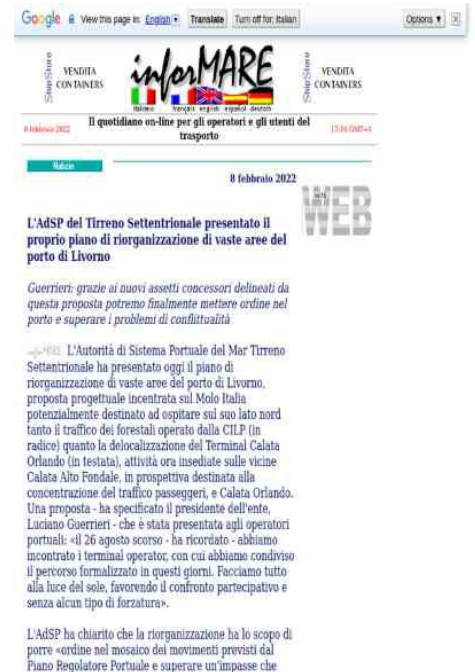 Google View this page in: English Translate Turn off for: Italian Options ▼
ShipStore VENDITA CONTAINERS
inforMARE
italiano français english español deutsch
ShipStore VENDITA CONTAINERS
8 febbraio 2022
Il quotidiano on-line per gli operatori e gli utenti del
trasporto
17:16 GMT+1
Notizie
8 febbraio 2022
WEB
L'AdSP del Tirreno Settentrionale presentato il
proprio piano di riorganizzazione di vaste aree del
porto di Livorno
Guerrieri: grazie ai nuovi assetti concessori delineati da
questa proposta potremo finalmente mettere ordine nel
porto e superare i problemi di conflittualità
inforMARE L'Autorità di Sistema Portuale del Mar Tirreno
Settentrionale ha presentato oggi il piano di
riorganizzazione di vaste aree del porto di Livorno,
proposta progettuale incentrata sul Molo Italia
potenzialmente destinato ad ospitare sul suo lato nord
tanto il traffico dei forestali operato dalla CILP (in
radice) quanto la delocalizzazione del Terminal Calata
Orlando (in testata), attività ora insediate sulle vicine
Calata Alto Fondale, in prospettiva destinata alla
concentrazione del traffico passeggeri, e Calata Orlando.
Una proposta - ha specificato il presidente dell'ente,
Luciano Guerrieri - che è stata presentata agli operatori
portuali: «il 26 agosto scorso - ha ricordato - abbiamo
incontrato i terminal operator, con cui abbiamo condiviso
il percorso formalizzato in questi giorni. Facciamo tutto
alla luce del sole, favorendo il confronto partecipativo e
senza alcun tipo di forzatura».
L'AdSP ha chiarito che la riorganizzazione ha lo scopo di
porre «ordine nel mosaico dei movimenti previsti dal
Piano Regolatore Portuale e superare un'impasse che